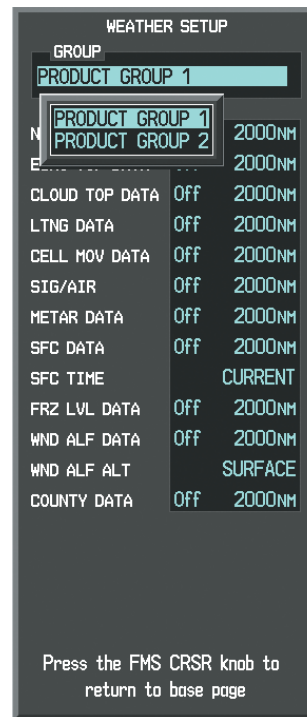 WEATHER SETUP
GROUP
PRODUCT GROUP 1
PRODUCT GROUP 1
PRODUCT GROUP 2
N 2000NM
2000NM
CLOUD TOP DATA Off 2000NM
LTNG DATA Off 2000NM
CELL MOV DATA Off 2000NM
SIG/AIR Off 2000NM
METAR DATA Off 2000NM
SFC DATA Off 2000NM
SFC TIME CURRENT
FRZ LVL DATA Off 2000NM
WND ALF DATA Off 2000NM
WND ALF ALT SURFACE
COUNTY DATA Off 2000NM
Press the FMS CRSR knob to
return to base page